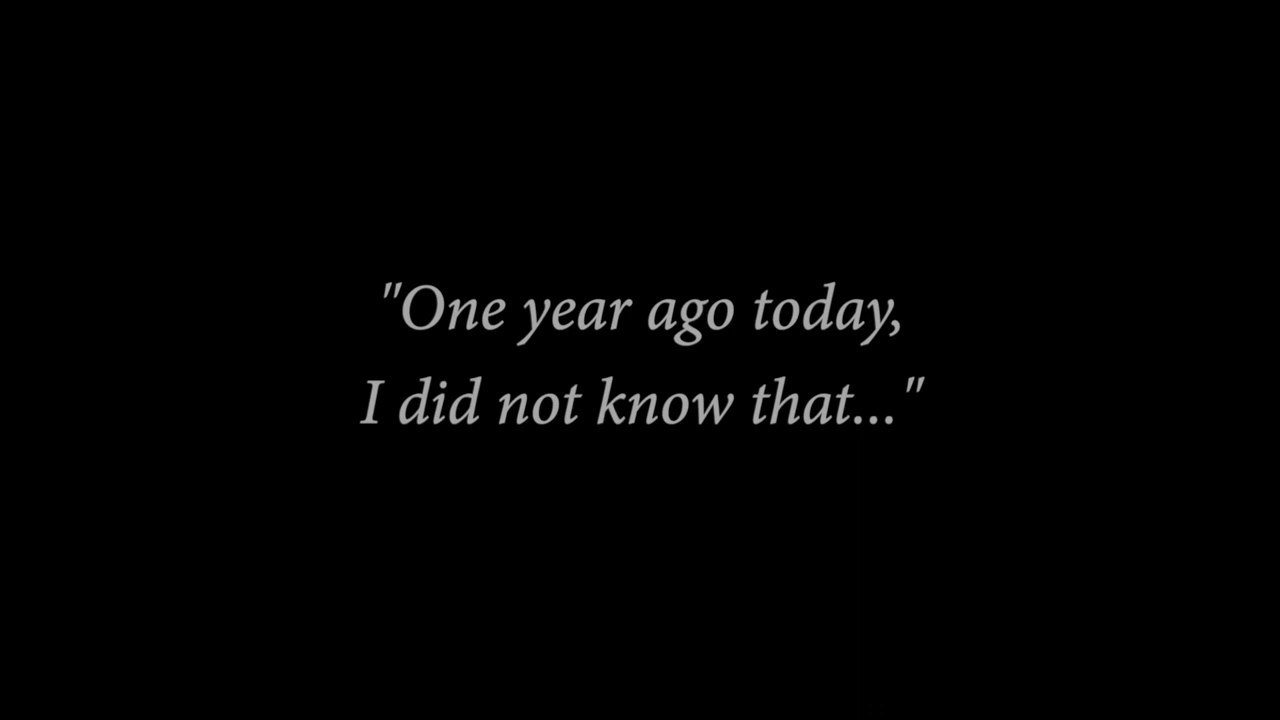 "One year ago today,
I did not know that..."